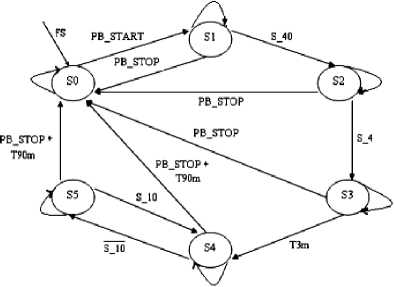 FS
PB_START
S1
S_40
PB_STOP
S0
S2
PB_STOP
PB_STOP
S_4
PB_STOP +
T90m
PB_STOP +
T90m
S5
S_10
S3
S4
S_10
T3m